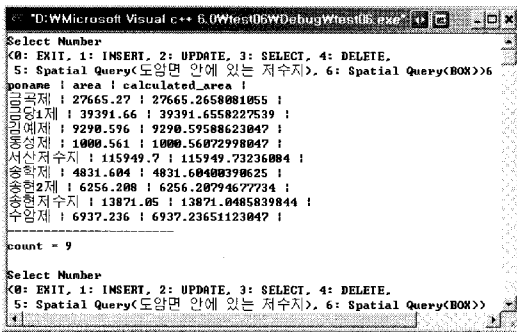 "D:₩Microsoft Visual c++ 6.0₩test06₩Debug₩test06.exe"
Select Number
<0: EXIT, 1: INSERT, 2: UPDATE, 3: SELECT, 4: DELETE,
5: Spatial Query(도암면 안에 있는 저수지), 6: Spatial Query(BOX)>6
poname | area | calculated_area |
금곡제 | 27665.27 | 27665.2658081055 |
금당1제 | 39391.66 | 39391.6558227539 |
김예제 | 9290.596 | 9290.59588623047 |
동성제 | 1000.561 | 1000.56072998047 |
서산저수지 | 115949.7 | 115949.73236084 |
송학제 | 4831.604 | 4831.60400390625 |
송현2제 | 6256.208 | 6256.20794677734 |
송현저수지 | 13871.05 | 13871.0485839844 |
수암제 | 6937.236 | 6937.23651123047 |
-----------------------
count = 9
Select Number
<0: EXIT, 1: INSERT, 2: UPDATE, 3: SELECT, 4: DELETE,
5: Spatial Query(도암면 안에 있는 저수지), 6: Spatial Query(BOX)>